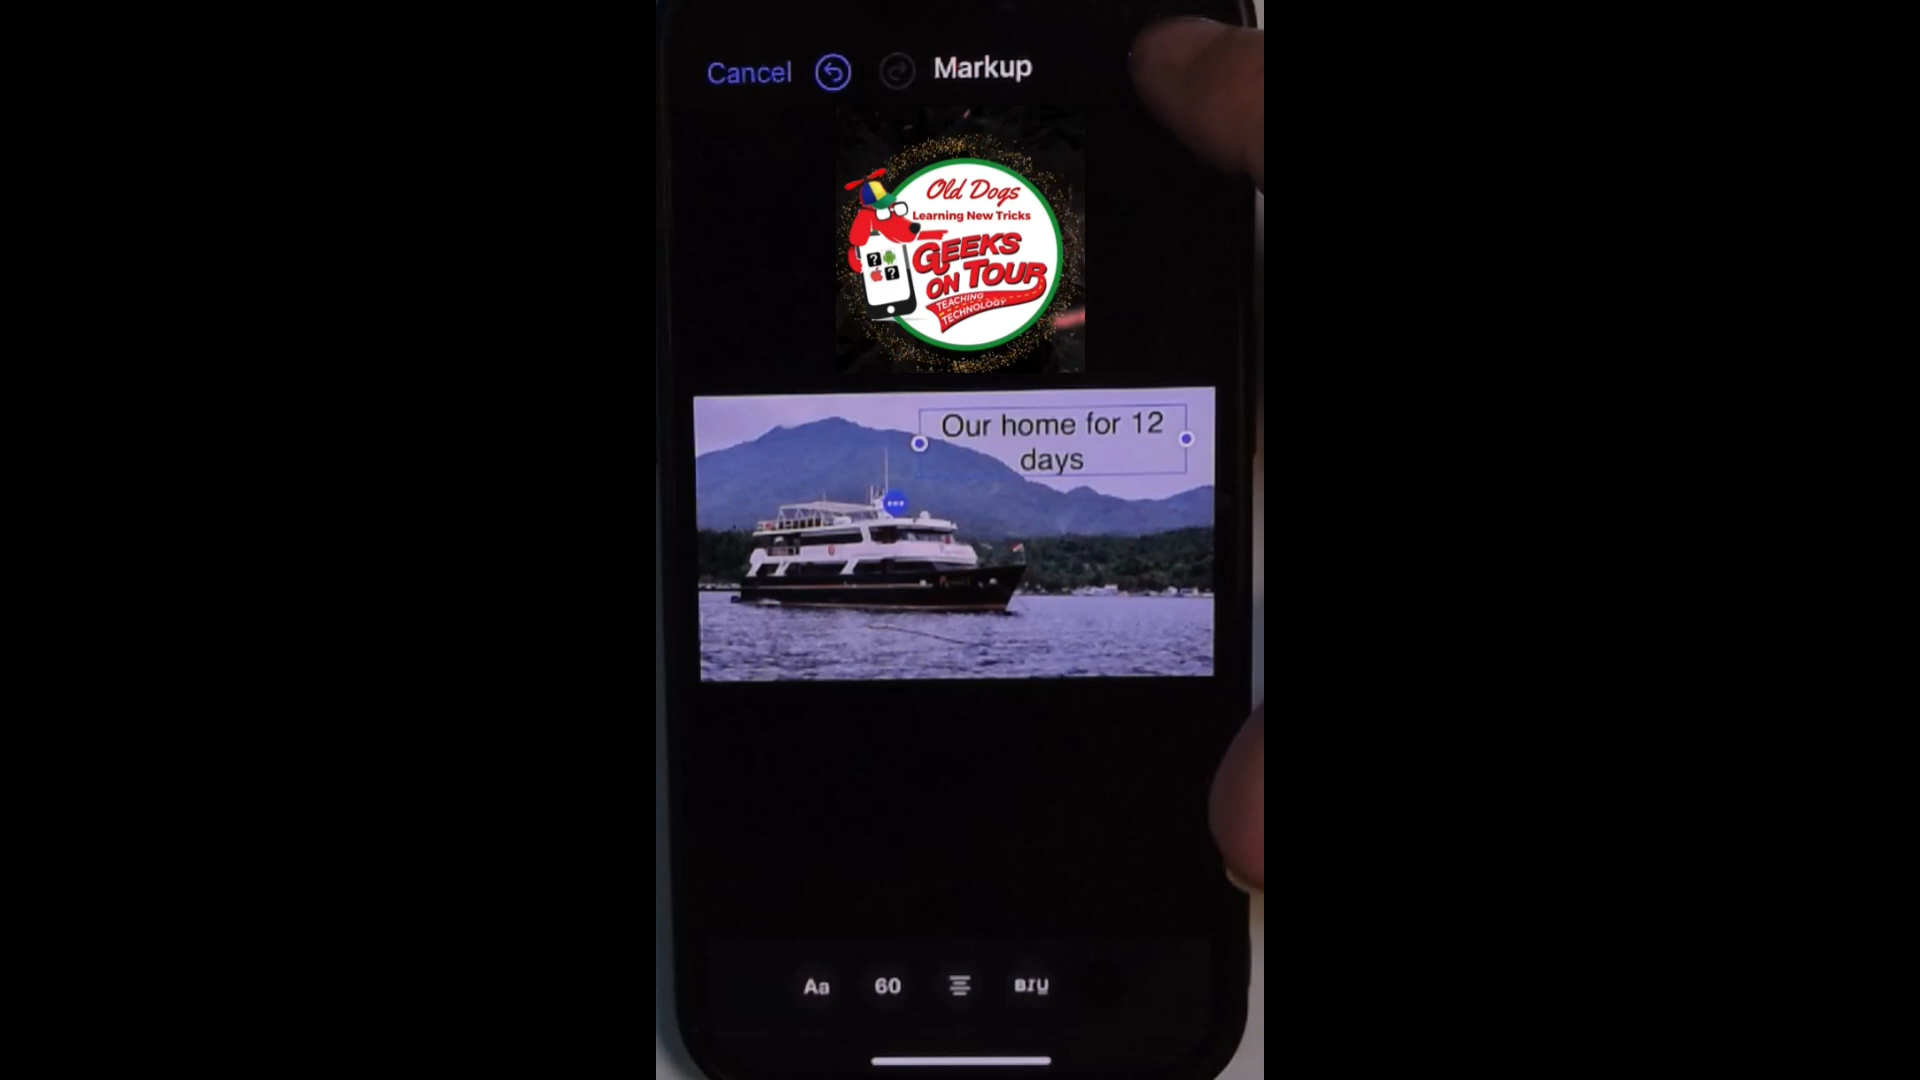 Cancel
Markup
Old Dogs
Learning New Tricks
GEEKS
ON TOUR
TEACHING
TECHNOLOGY
? ?
Our home for 12
days
Aa
60
BIU